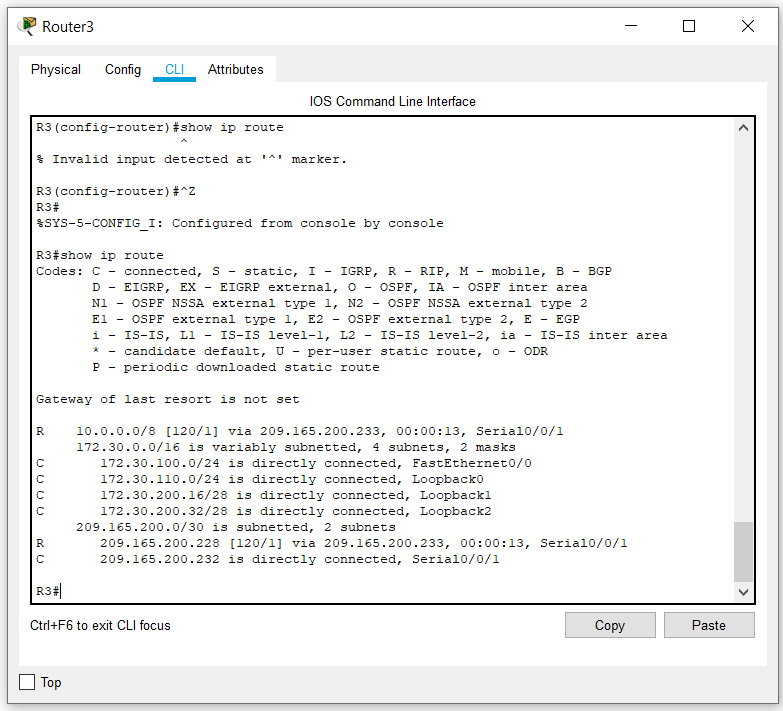 Router3
Physical Config CLI Attributes
IOS Command Line Interface
R3(config-router)#show ip route
^
% Invalid input detected at '^' marker.
R3(config-router)#^Z
R3#
%SYS-5-CONFIG_I: Configured from console by console
R3#show ip route
Codes: C - connected, S - static, I - IGRP, R - RIP, M - mobile, B - BGP
D - EIGRP, EX - EIGRP external, O - OSPF, IA - OSPF inter area
N1 - OSPF NSSA external type 1, N2 - OSPF NSSA external type 2
E1 - OSPF external type 1, E2 - OSPF external type 2, E - EGP
i - IS-IS, L1 - IS-IS level-1, L2 - IS-IS level-2, ia - IS-IS inter area
* - candidate default, U - per-user static route, o - ODR
P - periodic downloaded static route
Gateway of last resort is not set
R    10.0.0.0/8 [120/1] via 209.165.200.233, 00:00:13, Serial0/0/1
172.30.0.0/16 is variably subnetted, 4 subnets, 2 masks
C       172.30.100.0/24 is directly connected, FastEthernet0/0
C       172.30.110.0/24 is directly connected, Loopback0
C       172.30.200.16/28 is directly connected, Loopback1
C       172.30.200.32/28 is directly connected, Loopback2
209.165.200.0/30 is subnetted, 2 subnets
R       209.165.200.228 [120/1] via 209.165.200.233, 00:00:13, Serial0/0/1
C       209.165.200.232 is directly connected, Serial0/0/1
R3#
Ctrl+F6 to exit CLI focus
Copy Paste
Top